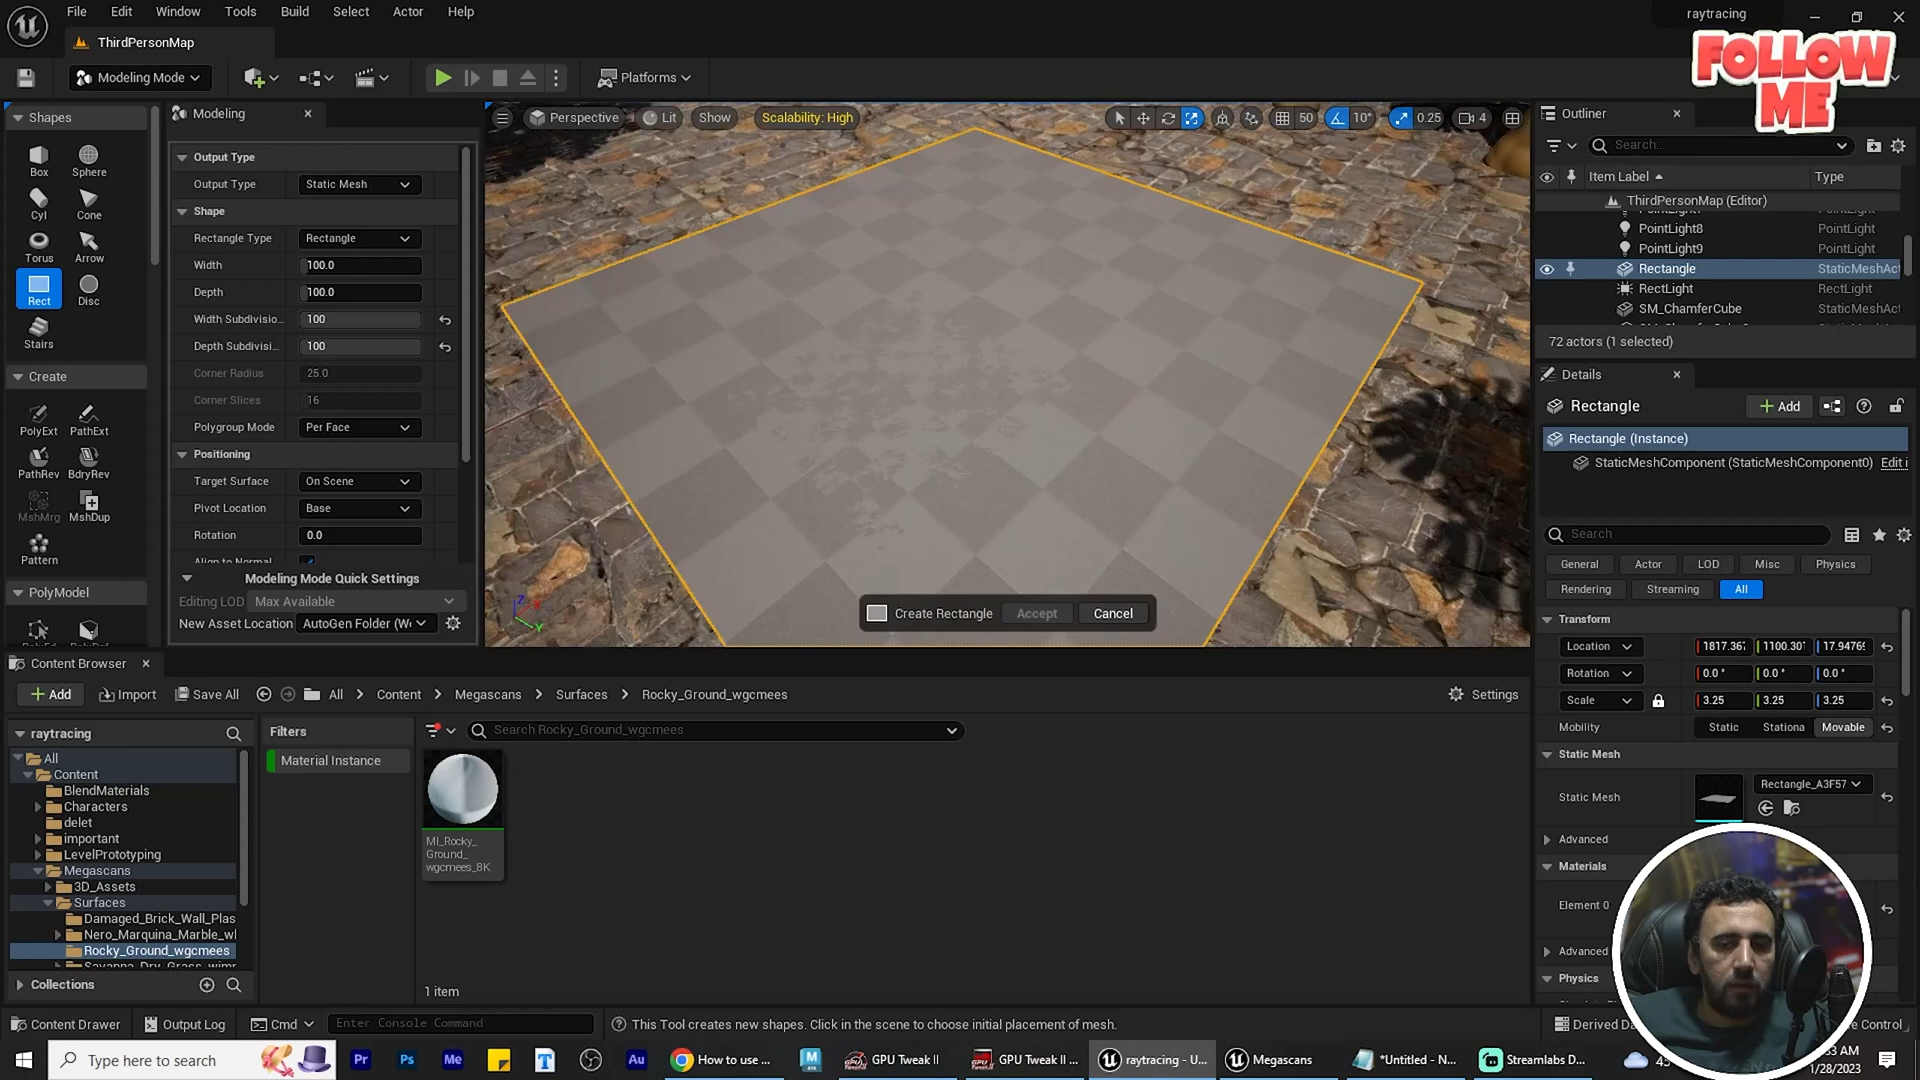 File
Edit
Window
Tools
Build
Select
Actor
Help
raytracing
ThirdPersonMap
FOLLOW
ME
Modeling Mode
Platforms
Shapes
Box
Sphere
Cyl
Cone
Torus
Arrow
Rect
Disc
Stairs
Create
PolyExt
PathExt
PathRev
BdryRev
MshMrg
MshDup
Pattern
PolyModel
Modeling
Output Type
Output Type
Static Mesh
Shape
Rectangle Type
Rectangle
Width
100.0
Depth
100.0
Width Subdivisio...
100
Depth Subdivisi...
100
Corner Radius
25.0
Corner Slices
16
Polygroup Mode
Per Face
Positioning
Target Surface
On Scene
Pivot Location
Base
Rotation
0.0
Align to Normal
Modeling Mode Quick Settings
Editing LOD
Max Available
New Asset Location
AutoGen Folder (W
Perspective
Lit
Show
Scalability: High
50
10°
0.25
4
Create Rectangle
Accept
Cancel
Outliner
Search...
Item Label
Type
ThirdPersonMap (Editor)
PointLight8
PointLight
PointLight9
PointLight
Rectangle
StaticMeshAct
RectLight
RectLight
SM_ChamferCube
StaticMeshAct
72 actors (1 selected)
Details
Rectangle
Add
Rectangle (Instance)
StaticMeshComponent (StaticMeshComponent0)
Edit i
Search
General
Actor
LOD
Misc
Physics
Rendering
Streaming
All
Transform
Location
1817.367
1100.307
17.94769
Rotation
0.0 °
0.0 °
0.0 °
Scale
3.25
3.25
3.25
Mobility
Static
Stationa
Movable
Static Mesh
Static Mesh
Rectangle_A3F57
Advanced
Materials
Element 0
Advanced
Physics
Content Browser
Add
Import
Save All
All
Content
Megascans
Surfaces
Rocky_Ground_wgcmees
Settings
raytracing
All
Content
BlendMaterials
Characters
delet
important
LevelPrototyping
Megascans
3D_Assets
Surfaces
Damaged_Brick_Wall_Plas
Nero_Marquina_Marble_w
Rocky_Ground_wgcmees
Collections
Filters
Material Instance
Search Rocky_Ground_wgcmees
MI_Rocky_
Ground_
wgcmees_8K
1 item
Content Drawer
Output Log
Cmd
Enter Console Command
This Tool creates new shapes. Click in the scene to choose initial placement of mesh.
Derived Da
e Control
Type here to search
Pr
Ps
Me
T
Au
How to use ...
GPU Tweak II
GPU Tweak II ...
raytracing - U...
Megascans
*Untitled - N...
Streamlabs D...
AM
1/28/2023